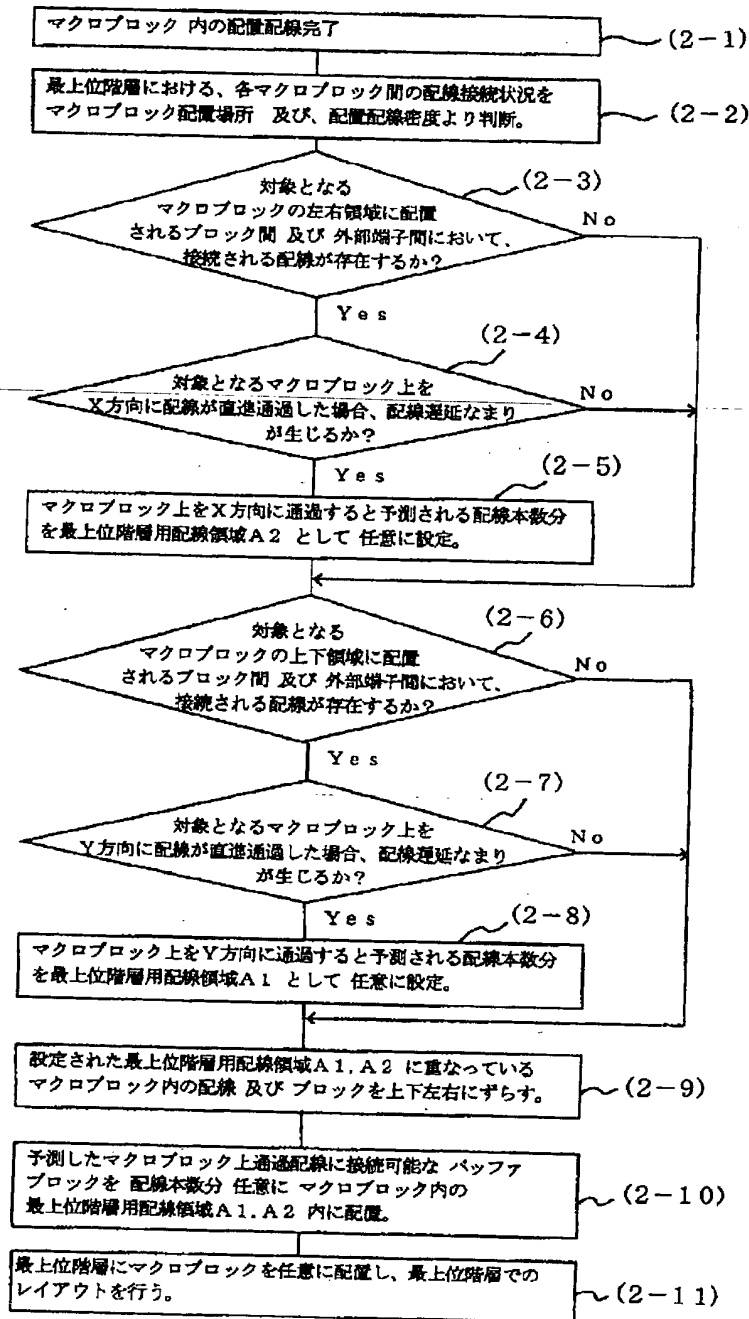 マクロブロック 内の配置配線完了
(2-1)
最上位階層における、各マクロブロック間の配線接続状況を
マクロブロック配置場所 及び、配置配線密度より判断。
(2-2)
(2-3)
対象となる
マクロブロックの左右領域に配置
されるブロック間 及び 外部端子間において、
接続される配線が存在するか?
No
Yes
(2-4)
対象となるマクロブロック上を
X方向に配線が直進通過した場合、配線遅延なまり
が生じるか?
No
Yes
(2-5)
マクロブロック上をX方向に通過すると予測される配線本数分
を最上位階層用配線領域A2 として 任意に設定。
(2-6)
対象となる
マクロブロックの上下領域に配置
されるブロック間 及び 外部端子間において、
接続される配線が存在するか?
No
Yes
(2-7)
対象となるマクロブロック上を
Y方向に配線が直進通過した場合、配線遅延なまり
が生じるか?
No
Yes
(2-8)
マクロブロック上をY方向に通過すると予測される配線本数分
を最上位階層用配線領域A1 として 任意に設定。
設定された最上位階層用配線領域A1,A2 に重なっている
マクロブロック内の配線 及び ブロックを上下左右にずらす。
(2-9)
予測したマクロブロック上通過配線に接続可能な バッファ
ブロックを 配線本数分 任意に マクロブロック内の
最上位階層用配線領域A1.A2 内に配置。
(2-10)
最上位階層にマクロブロックを任意に配置し、最上位階層での
レイアウトを行う。
(2-11)